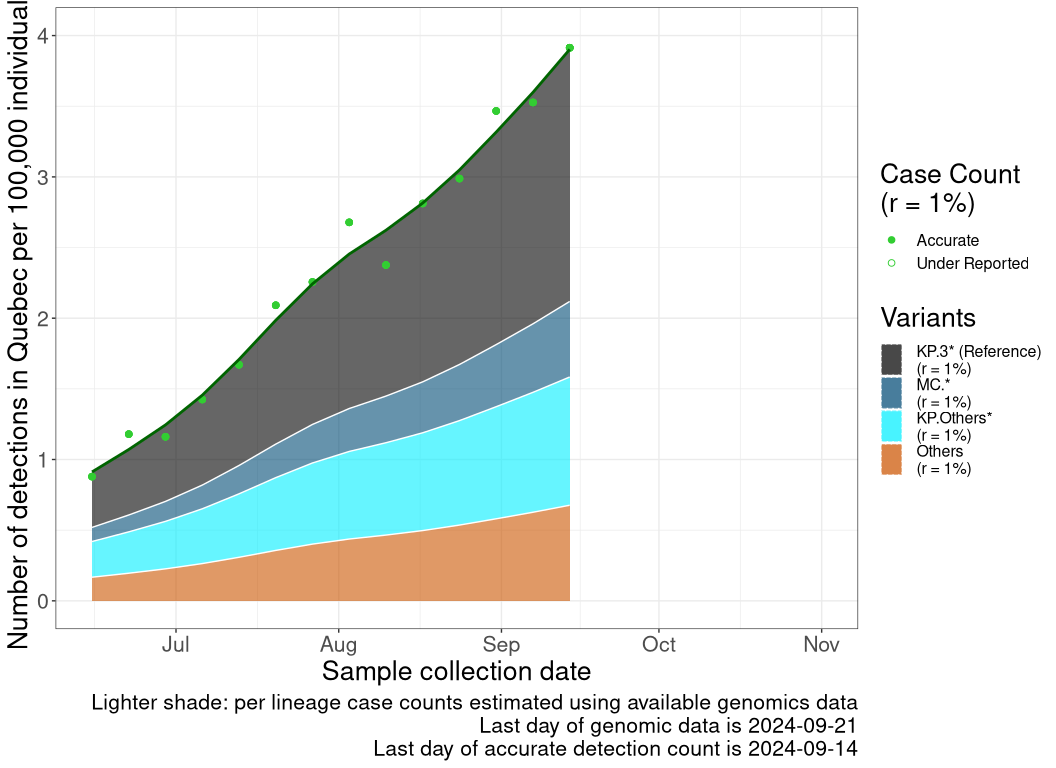 Number of detections in Quebec per 100,000 individual
4
3
2
1
0
Jul
Aug
Sep
Oct
Nov
Sample collection date
Lighter shade: per lineage case counts estimated using available genomics data
Last day of genomic data is 2024-09-21
Last day of accurate detection count is 2024-09-14
Case Count
(r = 1%)
Accurate
Under Reported
Variants
KP.3* (Reference)
(r = 1%)
MC.*
(r = 1%)
KP.Others*
(r = 1%)
Others
(r = 1%)